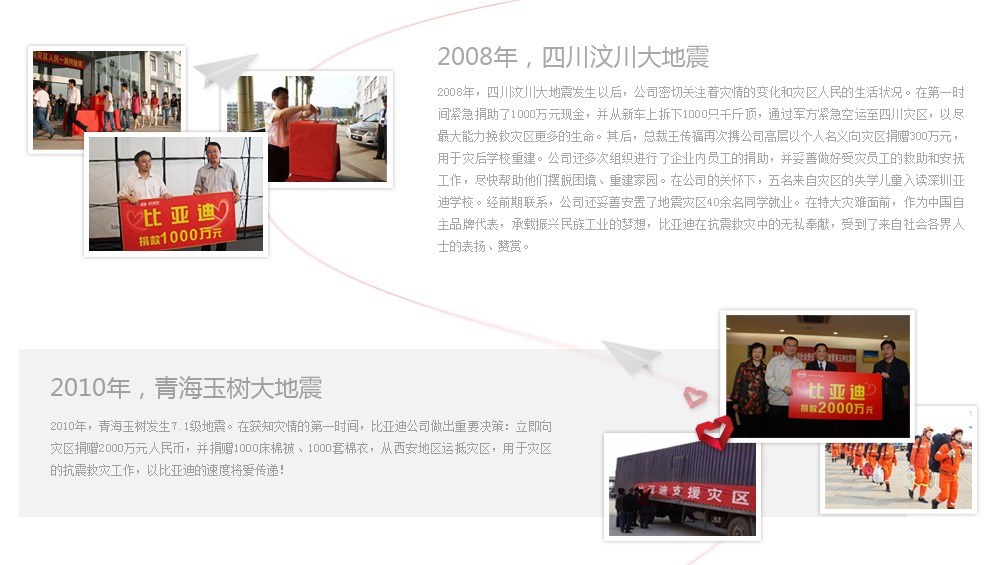 2008年，四川汶川大地震
2008年，四川汶川大地震发生以后，公司密切关注着灾情的变化和灾区人民的生活状况。在第一时
间紧急捐助了1000万元现金，并从新车上拆下1000只千斤顶，通过军方紧急空运至四川灾区，以尽
最大能力挽救灾区更多的生命。其后，总裁王传福再次携公司高层以个人名义向灾区捐赠300万元，
用于灾后学校重建。公司还多次组织进行了企业内员工的捐助，并妥善做好受灾员工的救助和安抚
工作，尽快帮助他们摆脱困境、重建家园。在公司的关怀下，五名来自灾区的失学儿童入读深圳亚
迪学校。经前期联系，公司还妥善安置了地震灾区40余名同学就业。在特大灾难面前，作为中国自
主品牌代表，承载振兴民族工业的梦想，比亚迪在抗震救灾中的无私奉献，受到了来自社会各界人
士的表扬、赞赏。
比亚迪
捐款1000万元
2010年，青海玉树大地震
2010年，青海玉树发生7.1级地震。在获知灾情的第一时间，比亚迪公司做出重要决策：立即向
灾区捐赠2000万元人民币，并捐赠1000床棉被、1000套棉衣，从西安地区运抵灾区，用于灾区
的抗震救灾工作，以比亚迪的速度将爱传递！
比亚迪
捐款2000万元
亚迪支援灾区